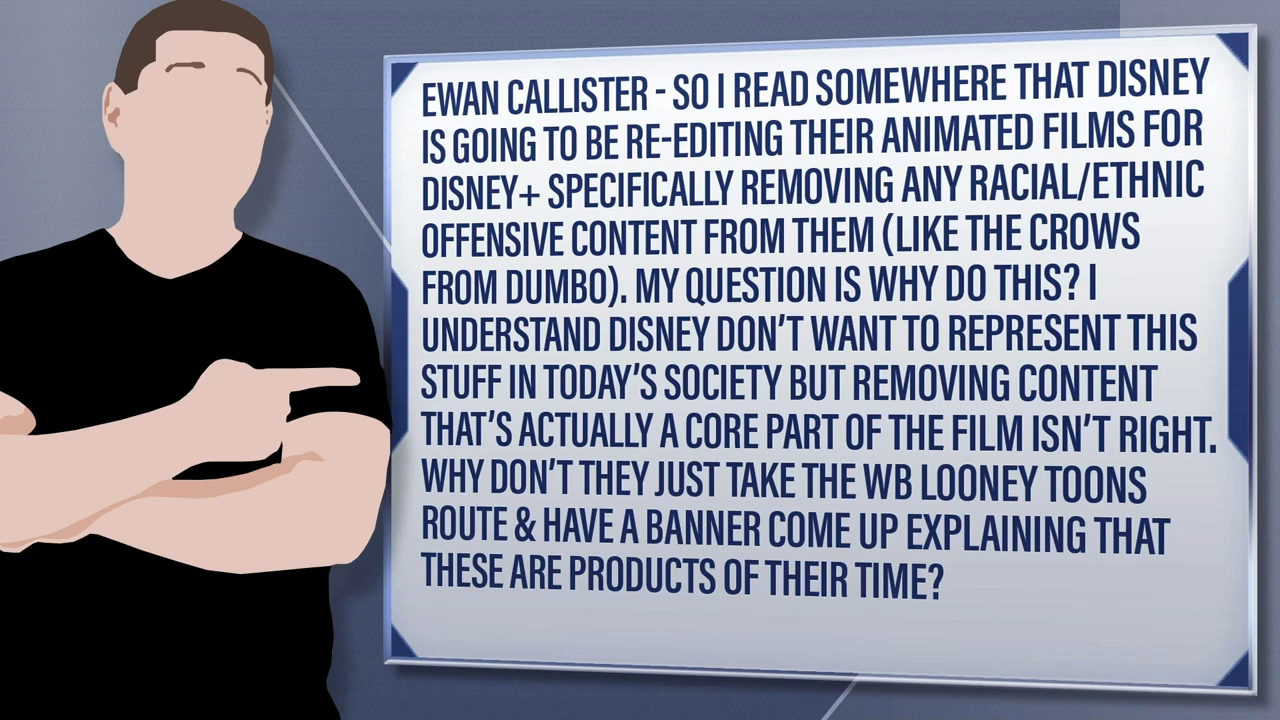 EWAN CALLISTER - SO I READ SOMEWHERE THAT DISNEY
IS GOING TO BE RE-EDITING THEIR ANIMATED FILMS FOR
DISNEY+ SPECIFICALLY REMOVING ANY RACIAL/ETHNIC
OFFENSIVE CONTENT FROM THEM (LIKE THE CROWS
FROM DUMBO). MY QUESTION IS WHY DO THIS? I
UNDERSTAND DISNEY DON'T WANT TO REPRESENT THIS
STUFF IN TODAY'S SOCIETY BUT REMOVING CONTENT
THAT'S ACTUALLY A CORE PART OF THE FILM ISN'T RIGHT.
WHY DON'T THEY JUST TAKE THE WB LOONEY TOONS
ROUTE & HAVE A BANNER COME UP EXPLAINING THAT
THESE ARE PRODUCTS OF THEIR TIME?